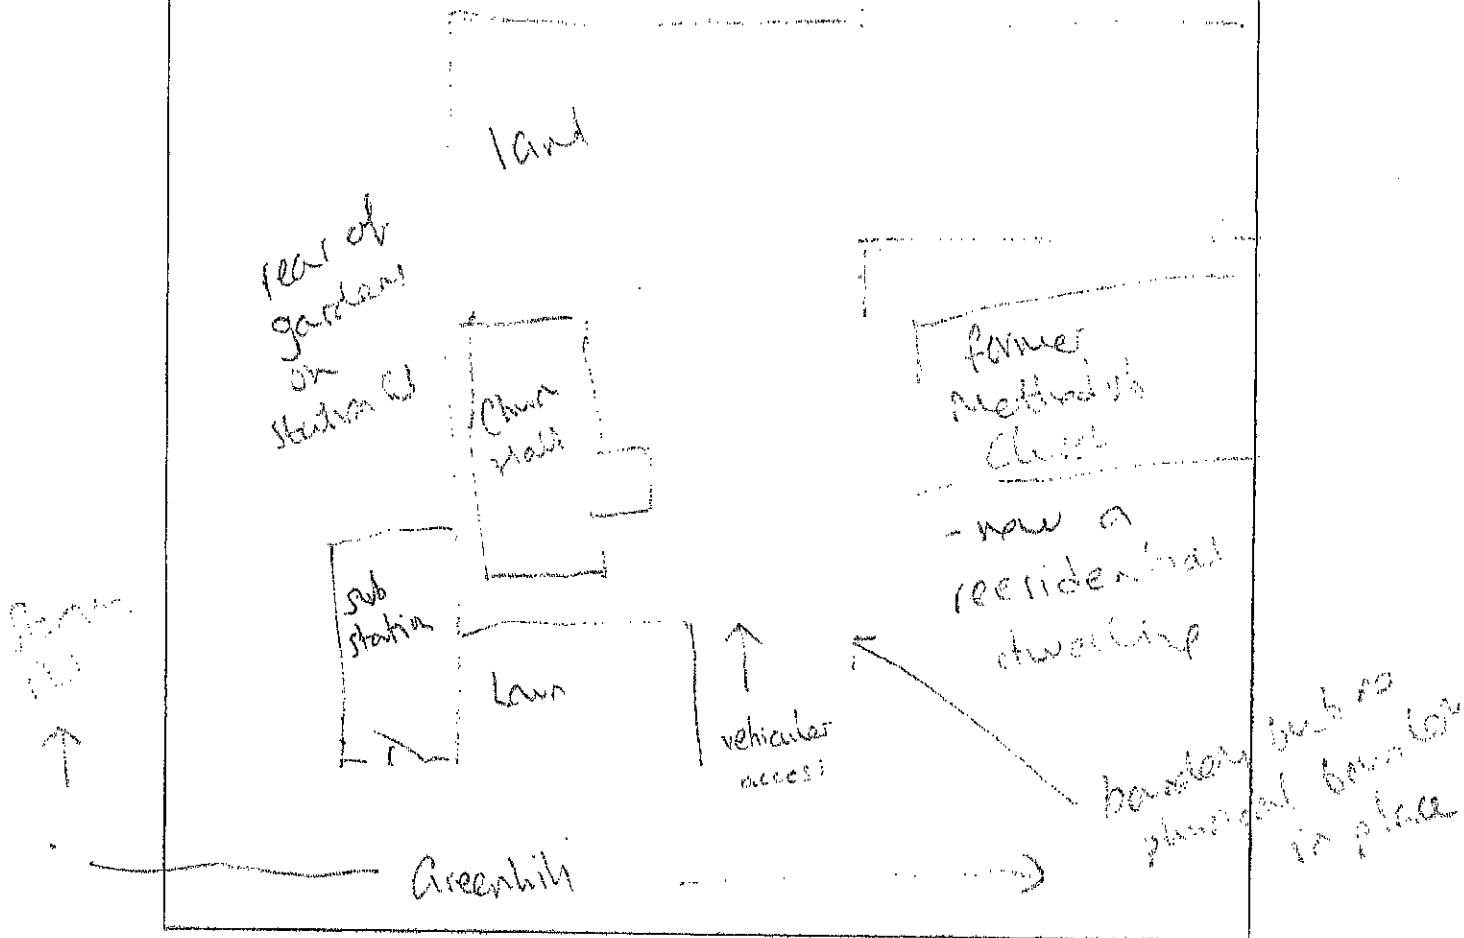 land
rear of
gardens
on
station rd
Church
Hall
former
Methodist
Church
- now a
residential
dwelling
sub
station
Lawn
vehicular
access
boundary but no
physical boundary
in place
Greenhill